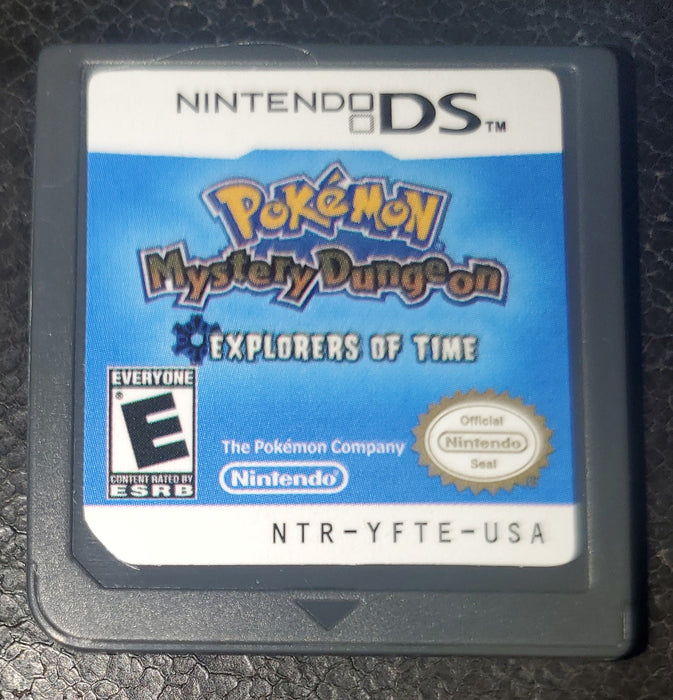 NINTENDO DS™
POKéMON
Mystery Dungeon
EXPLORERS OF TIME
EVERYONE
E
®
CONTENT RATED BY
ESRB
The Pokémon Company
Nintendo
Official
Nintendo
Seal
NTR-YFTE-USA